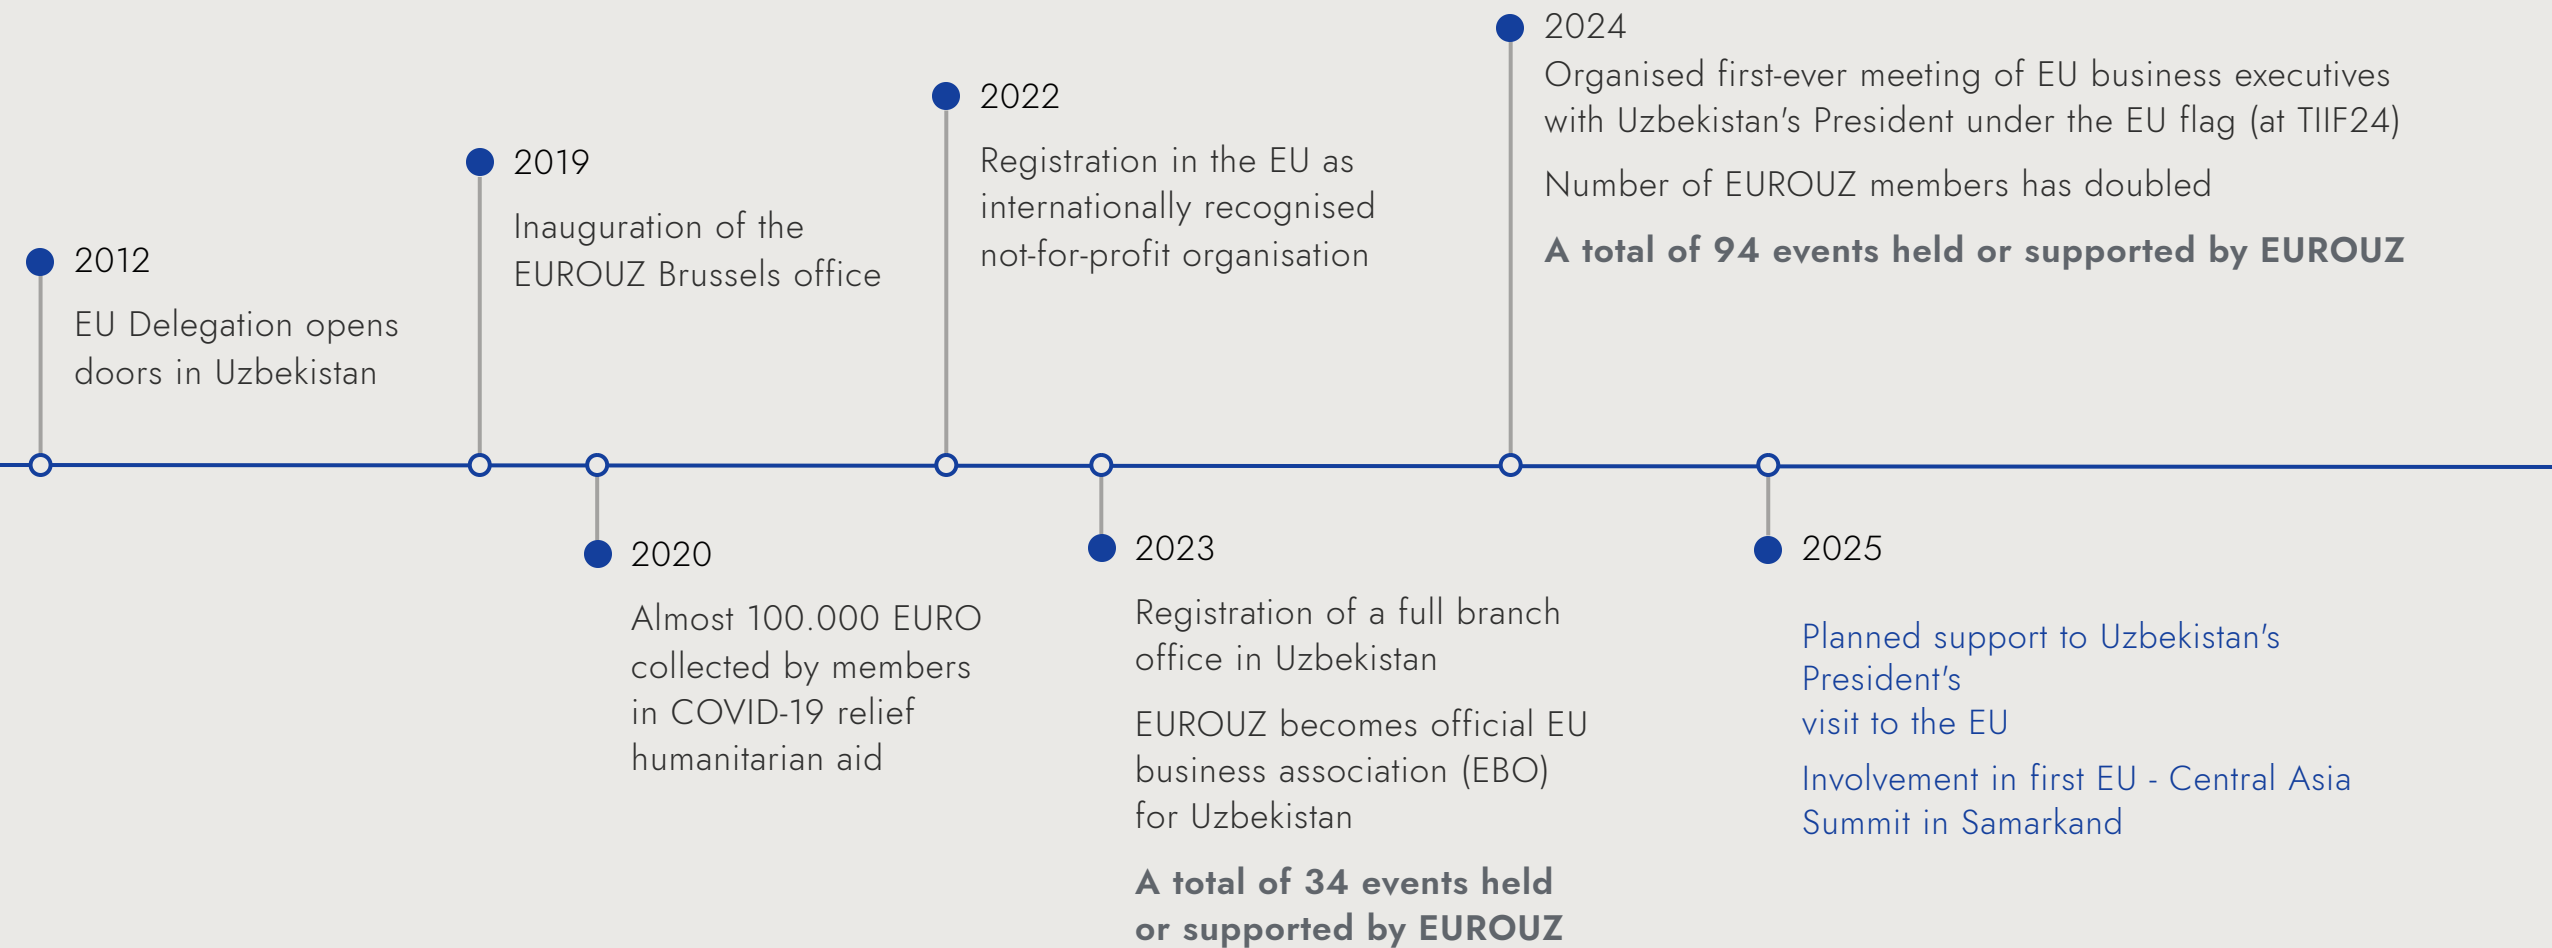 2012
EU Delegation opens
doors in Uzbekistan
2019
Inauguration of the
EUROUZ Brussels office
2020
Almost 100.000 EURO
collected by members
in COVID-19 relief
humanitarian aid
2022
Registration in the EU as
internationally recognised
not-for-profit organisation
2023
Registration of a full branch
office in Uzbekistan
EUROUZ becomes official EU
business association (EBO)
for Uzbekistan
A total of 34 events held
or supported by EUROUZ
2024
Organised first-ever meeting of EU business executives
with Uzbekistan's President under the EU flag (at TIIF24)
Number of EUROUZ members has doubled
A total of 94 events held or supported by EUROUZ
2025
Planned support to Uzbekistan's
President's
visit to the EU
Involvement in first EU - Central Asia
Summit in Samarkand